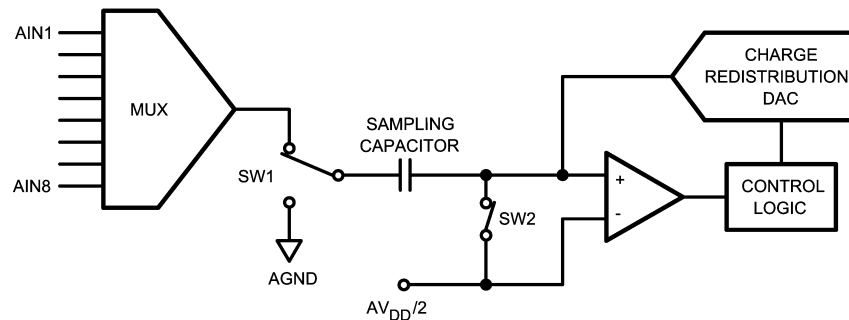 AIN1
MUX
AIN8
SW1
AGND
SAMPLING
CAPACITOR
SW2
AVDD/2
+
-
CHARGE
REDISTRIBUTION
DAC
CONTROL
LOGIC